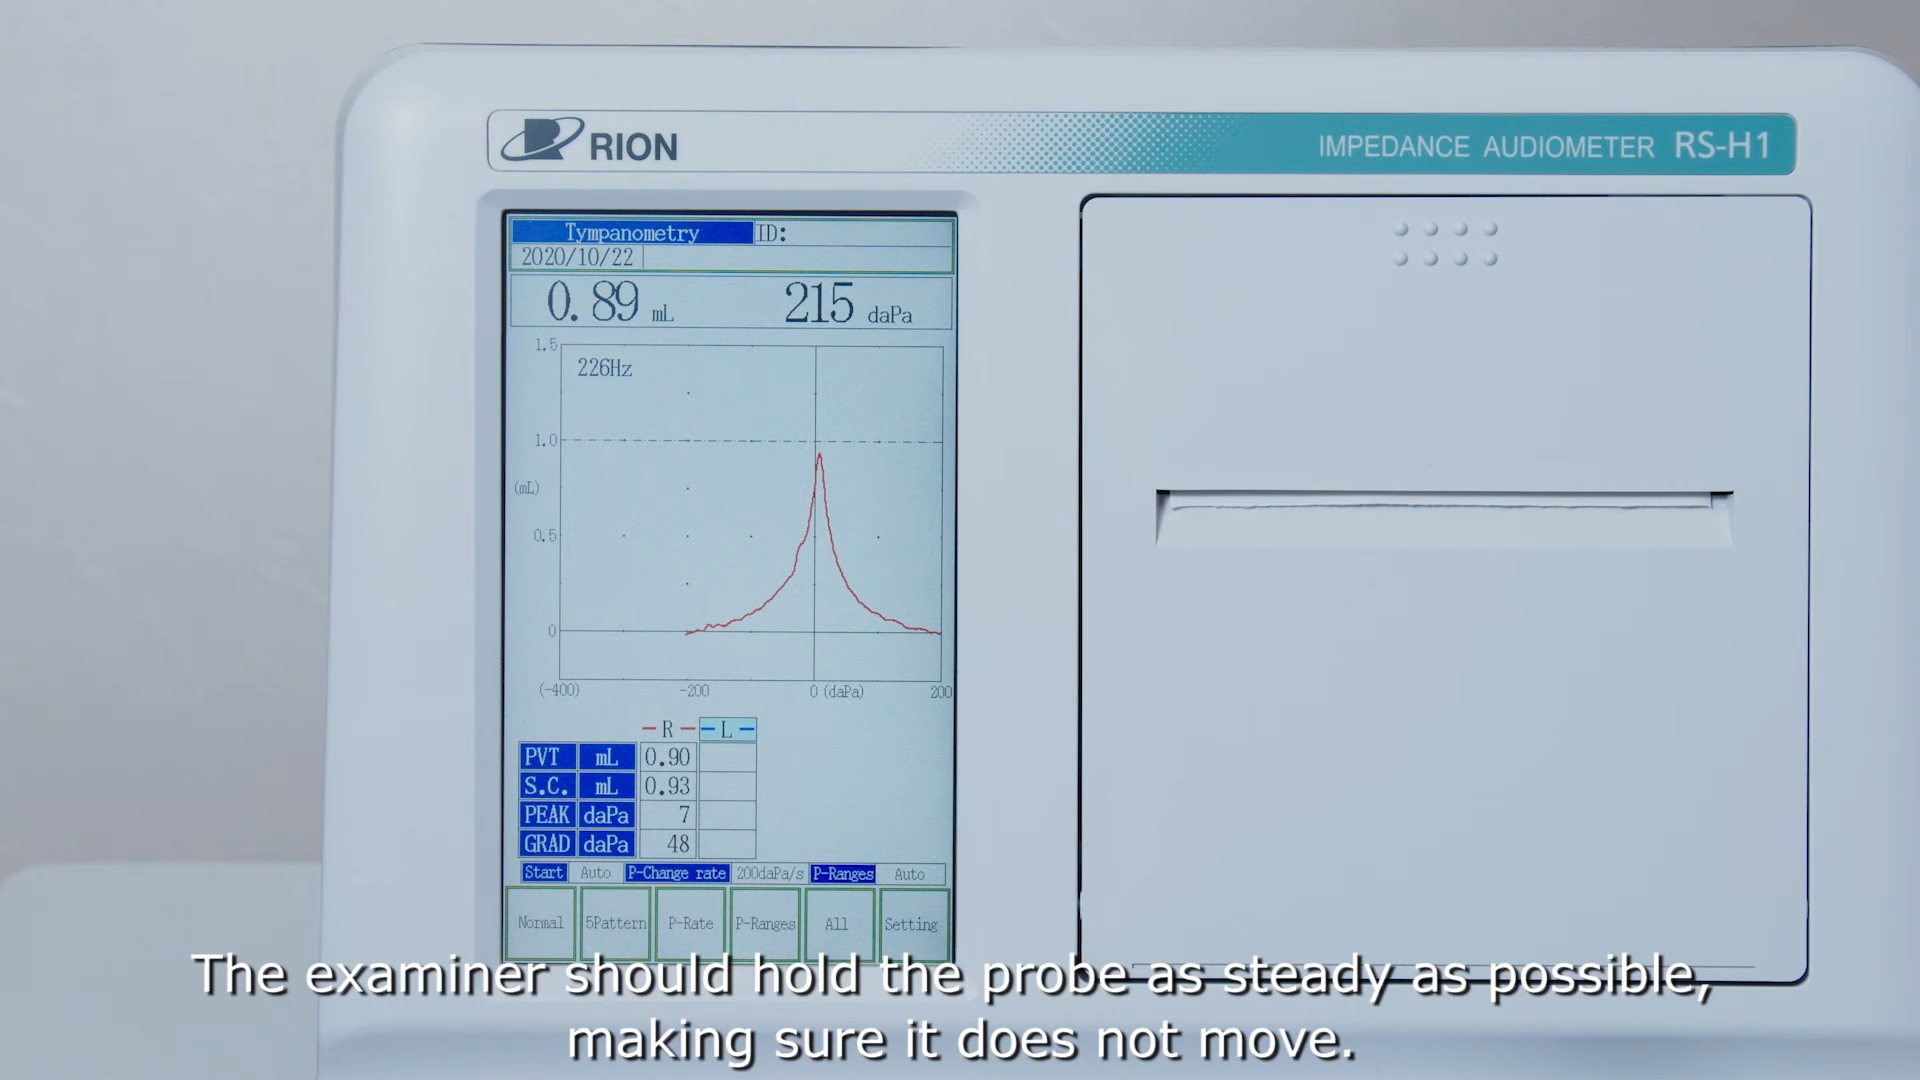 RION
IMPEDANCE AUDIOMETER RS-H1
Tympanometry ID:
2020/10/22
0.89 mL 215 daPa
1.5
226Hz
1.0
(mL)
0.5
0
(-400) -200 0 (daPa) 200
R L
PVT mL 0.90
S.C. mL 0.93
PEAK daPa 7
GRAD daPa 48
Start Auto P-Change rate 200daPa/s P-Ranges Auto
Normal 5Pattern P-Rate P-Ranges All Setting
The examiner should hold the probe as steady as possible,
making sure it does not move.